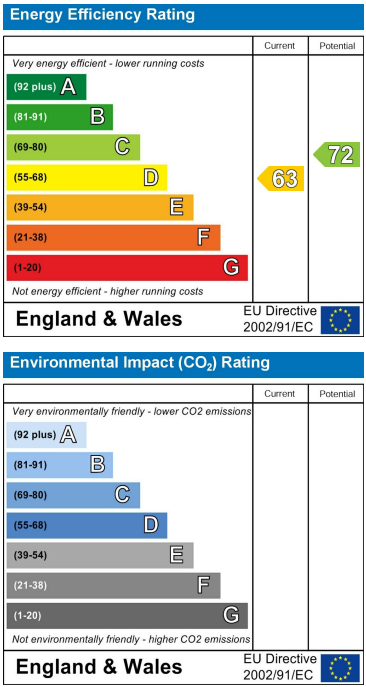 Energy Efficiency Rating
Current Potential
Very energy efficient - lower running costs
(92 plus) A
(81-91) B
(69-80) C
72
(55-68) D
63
(39-54) E
(21-38) F
(1-20) G
Not energy efficient - higher running costs
England & Wales
EU Directive
2002/91/EC
Environmental Impact (CO₂) Rating
Current Potential
Very environmentally friendly - lower CO2 emissions
(92 plus) A
(81-91) B
(69-80) C
(55-68) D
(39-54) E
(21-38) F
(1-20) G
Not environmentally friendly - higher CO2 emissions
England & Wales
EU Directive
2002/91/EC